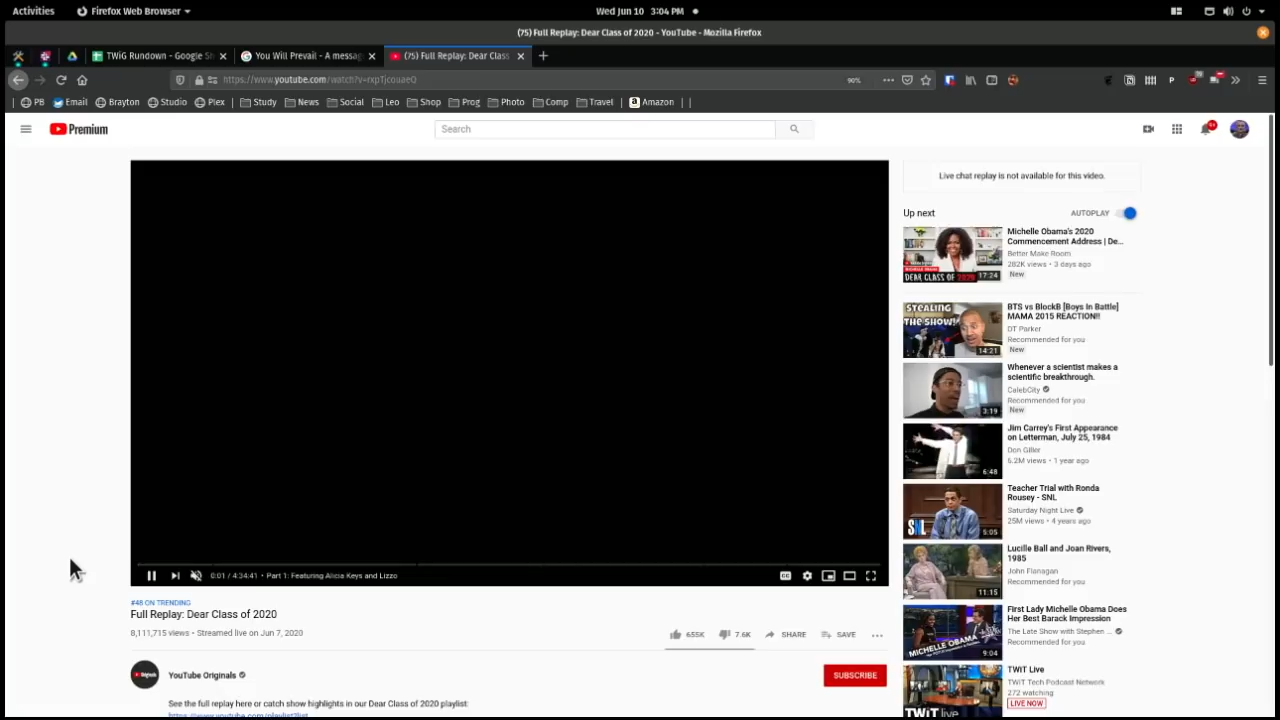 Activities
Firefox Web Browser
Wed Jun 10 3:04 PM
(75) Full Replay: Dear Class of 2020 - YouTube - Mozilla Firefox
TWiG Rundown - Google Sh
You Will Prevail - A messag
(75) Full Replay: Dear Class
https://www.youtube.com/watch?v=rxpTjcouaeQ
90%
PB
Email
Brayton
Studio
Plex
Study
News
Social
Leo
Shop
Prog
Photo
Comp
Travel
Amazon
Premium
Search
9+
Live chat replay is not available for this video.
Up next
AUTOPLAY
Michelle Obama's 2020
Commencement Address | De...
Better Make Room
282K views • 3 days ago
New
DEAR CLASS OF 2020
17:24
BTS vs BlockB [Boys In Battle]
MAMA 2015 REACTION!!
DT Parker
Recommended for you
New
STEALING
THE SHOW!
14:21
Whenever a scientist makes a
scientific breakthrough.
CalebCity
Recommended for you
New
3:19
Jim Carrey's First Appearance
on Letterman, July 25, 1984
Don Giller
6.2M views • 1 year ago
6:48
Teacher Trial with Ronda
Rousey - SNL
Saturday Night Live
25M views • 4 years ago
SNL
5:05
Lucille Ball and Joan Rivers,
1985
John Flanagan
Recommended for you
11:15
First Lady Michelle Obama Does
Her Best Barack Impression
The Late Show with Stephen ...
Recommended for you
MICHELLE OBAMA
9:04
TWiT Live
TWiT Tech Podcast Network
272 watching
LIVE NOW
TWiT live
0:01 / 4:34:41 • Part 1: Featuring Alicia Keys and Lizzo
#48 ON TRENDING
Full Replay: Dear Class of 2020
8,111,715 views • Streamed live on Jun 7, 2020
655K
7.6K
SHARE
SAVE
YouTube Originals
SUBSCRIBE
See the full replay here or catch show highlights in our Dear Class of 2020 playlist: